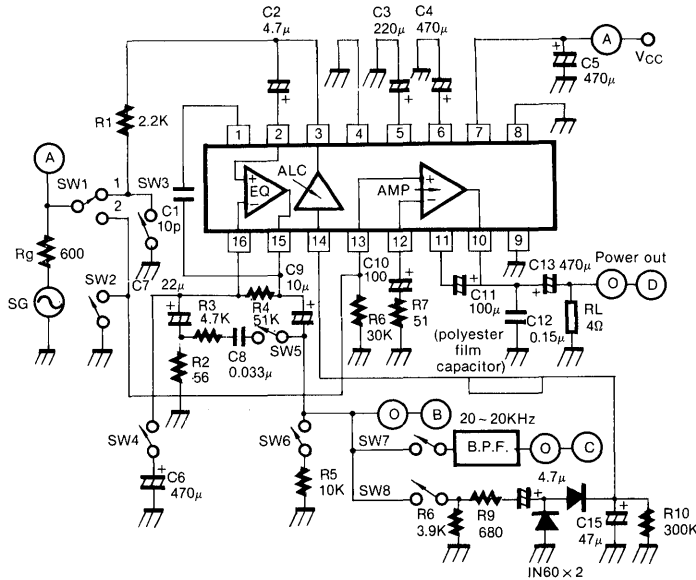 C2
4.7μ
C3
220μ
C4
470μ
A
VCC
C5
470μ
R1
2.2K
1 2 3 4 5 6 7 8
A
SW1
1
2
SW3
C1
10p
EQ
ALC
AMP
16 15 14 13 12 11 10 9
Rg
600
SG
SW2
C7
22μ
C9
10μ
C10
100
C13 470μ
Power out
O
D
R3
4.7K
R4
51K
R6
30K
R7
51
C11
100μ
C12
0.15μ
RL
4Ω
(polyester
film
capacitor)
R2
56
C8
0.033μ
SW5
O
B
20~20KHz
SW4
SW6
SW7
B.P.F.
O
C
C6
470μ
R5
10K
SW8
4.7μ
R6
3.9K
R9
680
C15
47μ
R10
300K
IN60×2